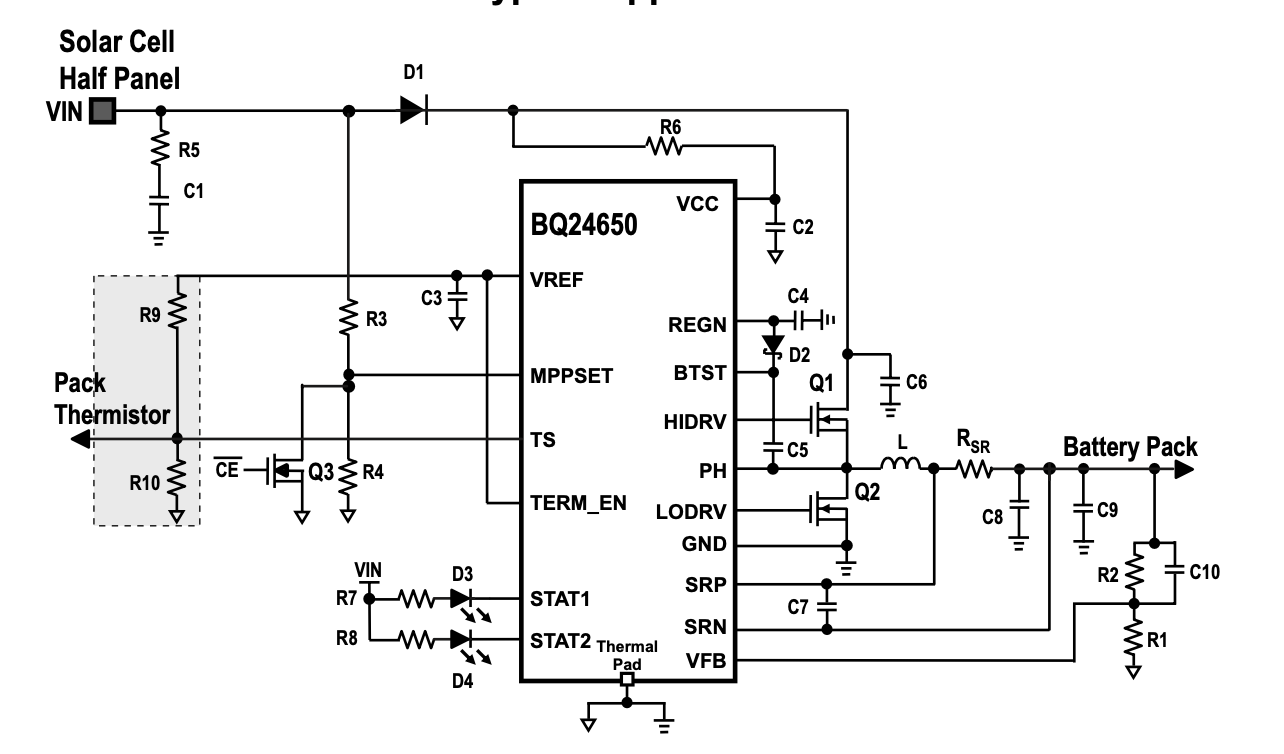 Solar Cell
Half Panel
VIN
D1
R6
R5
C1
VCC
C2
BQ24650
VREF
C3
R9
R3
C4
REGN
D2
BTST
MPPSET
Q1
C6
Pack
Thermistor
HIDRV
TS
C5
L
RSR
Battery Pack
CE
Q3
R4
R10
PH
Q2
TERM_EN
LODRV
C8
C9
GND
VIN
D3
R7
STAT1
SRP
C7
R2
C10
R8
STAT2
D4
Thermal
Pad
SRN
VFB
R1